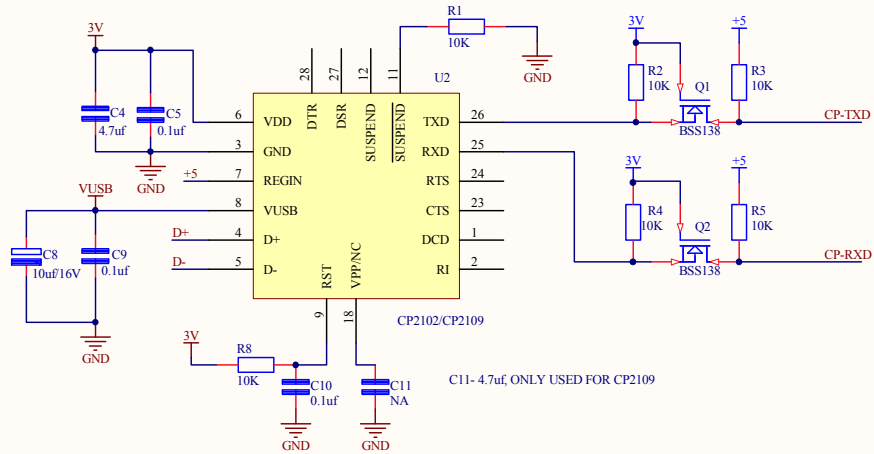 R1
10K
GND
3V
C4
4.7uf
C5
0.1uf
GND
U2
28
27
12
11
DTR
DSR
SUSPEND
SUSPEND
6
VDD
3
GND
+5
7
REGIN
VUSB
8
VUSB
D+
4
D+
D-
5
D-
TXD
26
RXD
25
RTS
24
CTS
23
DCD
1
RI
2
RST
VPP/NC
9
18
CP2102/CP2109
C8
10uf/16V
C9
0.1uf
GND
3V
R8
10K
C10
0.1uf
GND
C11
NA
GND
C11- 4.7uf, ONLY USED FOR CP2109
3V
+5
R2
10K
Q1
BSS138
R3
10K
CP-TXD
3V
+5
R4
10K
Q2
BSS138
R5
10K
CP-RXD